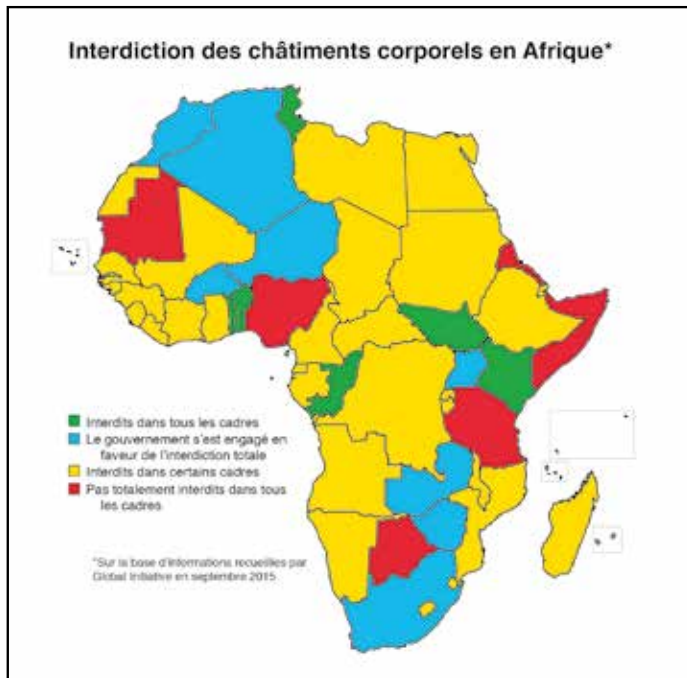 Interdiction des châtiments corporels en Afrique*
Interdits dans tous les cadres
Le gouvernement s'est engagé en
faveur de l'interdiction totale
Interdits dans certains cadres
Pas totalement interdits dans tous
les cadres
*Sur la base d'informations recueillies par
Global Initiative en septembre 2015